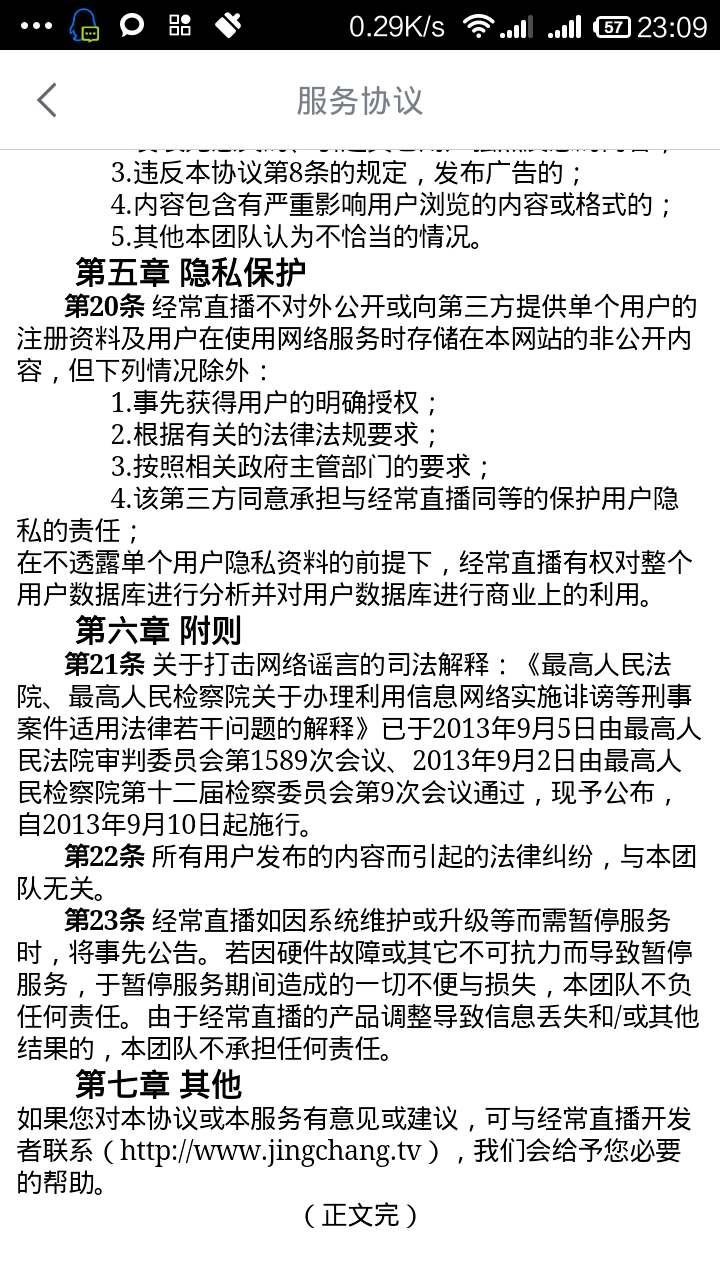 0.29K/s 57 23:09
服务协议
3.违反本协议第8条的规定，发布广告的；
4.内容包含有严重影响用户浏览的内容或格式的；
5.其他本团队认为不恰当的情况。
第五章 隐私保护
第20条 经常直播不对外公开或向第三方提供单个用户的
注册资料及用户在使用网络服务时存储在本网站的非公开内
容，但下列情况除外：
1.事先获得用户的明确授权；
2.根据有关的法律法规要求；
3.按照相关政府主管部门的要求；
4.该第三方同意承担与经常直播同等的保护用户隐
私的责任；
在不透露单个用户隐私资料的前提下，经常直播有权对整个
用户数据库进行分析并对用户数据库进行商业上的利用。
第六章 附则
第21条 关于打击网络谣言的司法解释：《最高人民法
院、最高人民检察院关于办理利用信息网络实施诽谤等刑事
案件适用法律若干问题的解释》已于2013年9月5日由最高人
民法院审判委员会第1589次会议、2013年9月2日由最高人
民检察院第十二届检察委员会第9次会议通过，现予公布，
自2013年9月10日起施行。
第22条 所有用户发布的内容而引起的法律纠纷，与本团
队无关。
第23条 经常直播如因系统维护或升级等而需暂停服务
时，将事先公告。若因硬件故障或其它不可抗力而导致暂停
服务，于暂停服务期间造成的一切不便与损失，本团队不负
任何责任。由于经常直播的产品调整导致信息丢失和/或其他
结果的，本团队不承担任何责任。
第七章 其他
如果您对本协议或本服务有意见或建议，可与经常直播开发
者联系（http://www.jingchang.tv），我们会给予您必要
的帮助。
（正文完）